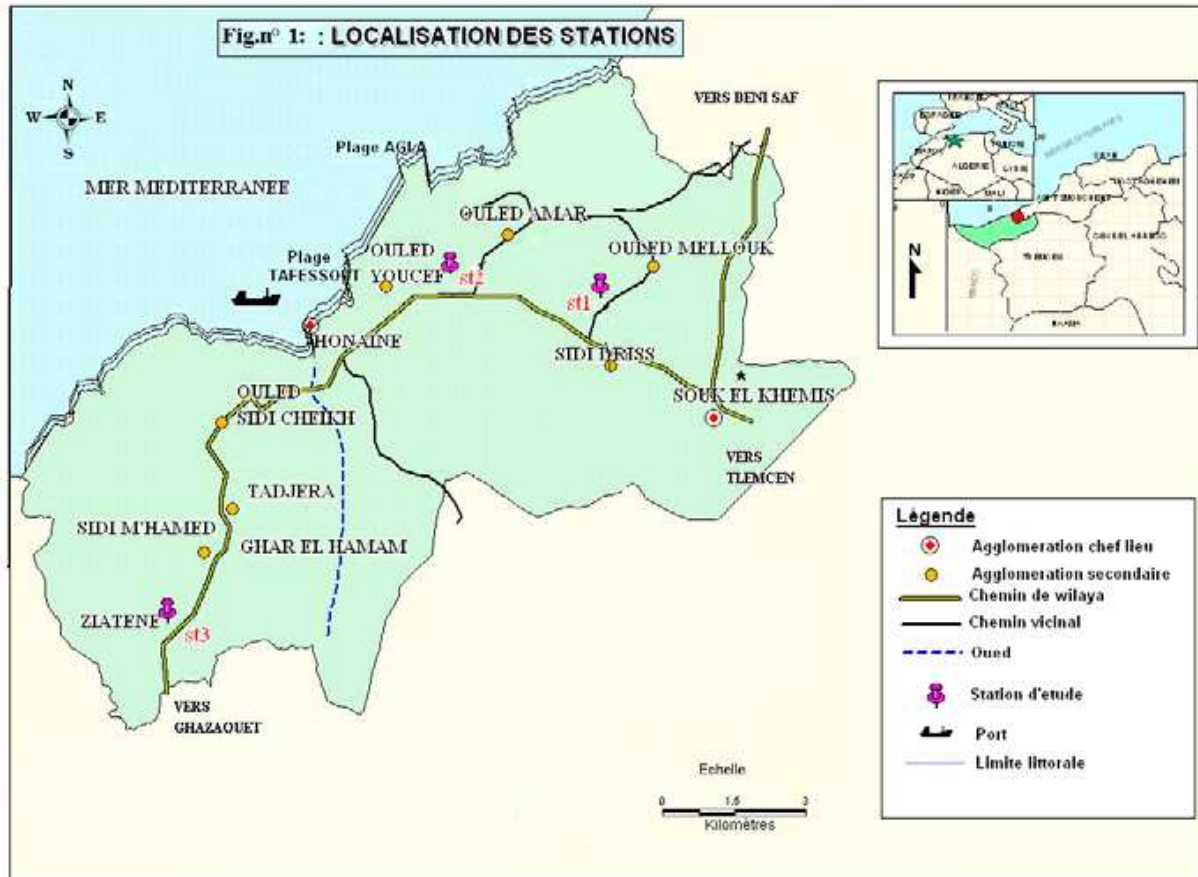 Fig.n° 1: : LOCALISATION DES STATIONS
N
W E
S
VERS BENI SAF
Plage AGLA
MER MEDITERRANEE
OULED AMAR
OULED
YOUCEF
OULED MELLOUK
Plage
TAFESSOUT
st2
st1
HONAINE
SIDI DRISS
OULED
SIDI CHEIKH
SOUK EL KHEMIS
VERS
TLEMCEN
TADJERA
SIDI M'HAMED
GHAR EL HAMAM
ZIATENE
st3
VERS
GHAZAOUET
Echelle
0 1.5 3
Kilomètres
ALGERIE
MALI
N
Légende
Agglomeration chef lieu
Agglomeration secondaire
Chemin de wilaya
Chemin vicinal
Oued
Station d'etude
Port
Limite littorale